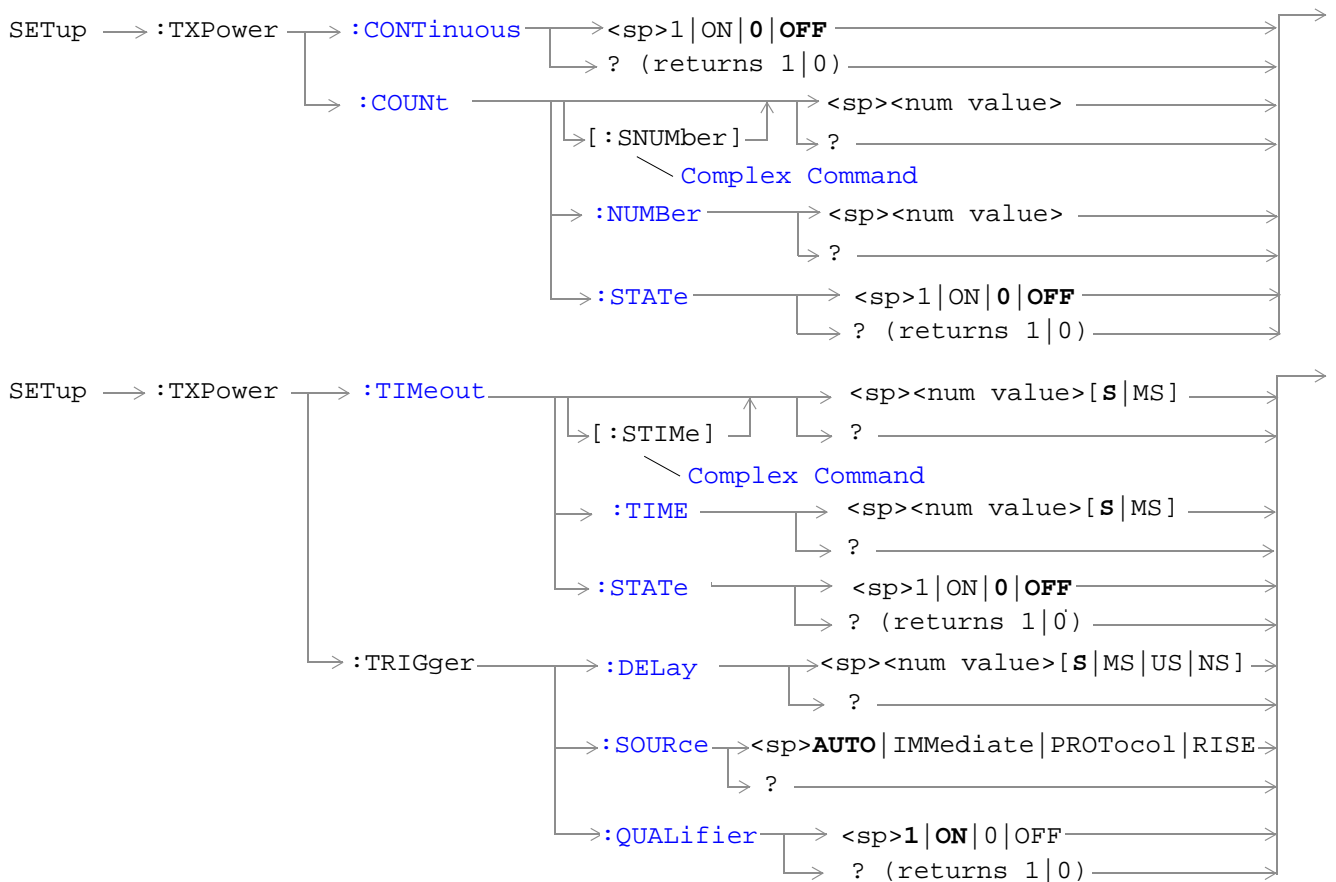 SETup :TXPower :CONTinuous <sp>1|ON|0|OFF
? (returns 1|0)
:COUNt <sp><num value>
[:SNUMber] ?
Complex Command
:NUMBer <sp><num value>
?
:STATe <sp>1|ON|0|OFF
? (returns 1|0)
SETup :TXPower :TIMeout <sp><num value>[S|MS]
[:STIMe] ?
Complex Command
:TIME <sp><num value>[S|MS]
?
:STATe <sp>1|ON|0|OFF
? (returns 1|0)
:TRIGger :DELay <sp><num value>[S|MS|US|NS]
?
:SOURce <sp>AUTO|IMMediate|PROTocol|RISE
?
:QUALifier <sp>1|ON|0|OFF
? (returns 1|0)